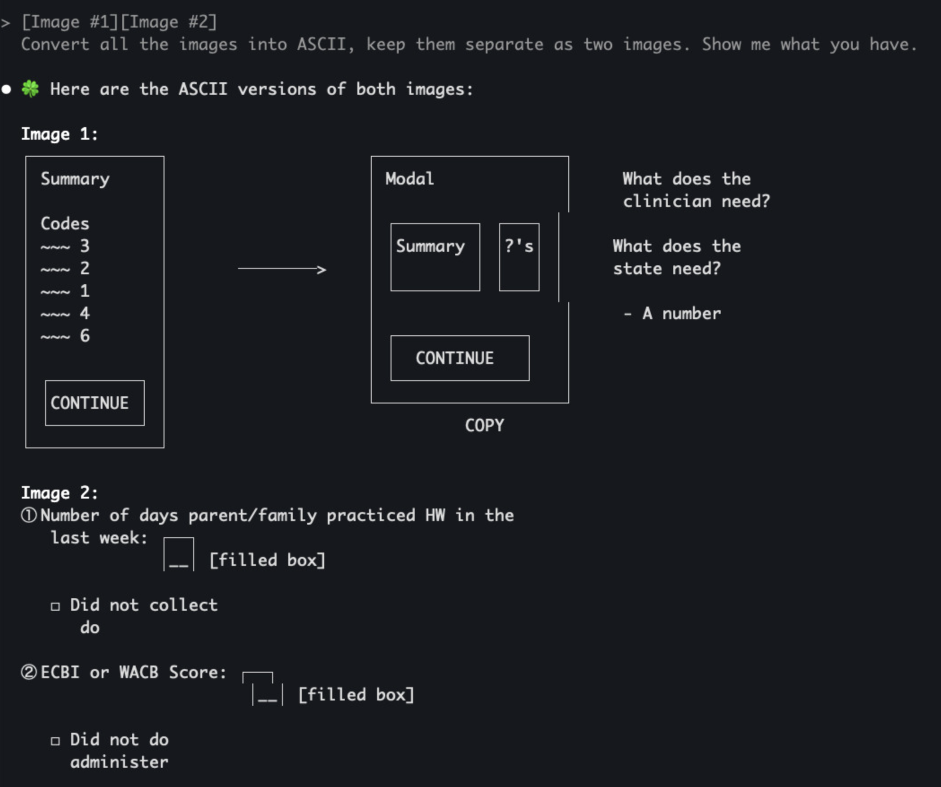 > [Image #1][Image #2]
Convert all the images into ASCII, keep them separate as two images. Show me what you have.
● 🍀 Here are the ASCII versions of both images:
Image 1:
Summary
Codes
~~~ 3
~~~ 2
~~~ 1
~~~ 4
~~~ 6
CONTINUE
Modal
Summary
?'s
CONTINUE
COPY
What does the
clinician need?
What does the
state need?
- A number
Image 2:
① Number of days parent/family practiced HW in the
last week:
__ [filled box]
□ Did not collect
do
② ECBI or WACB Score:
__ [filled box]
□ Did not do
administer